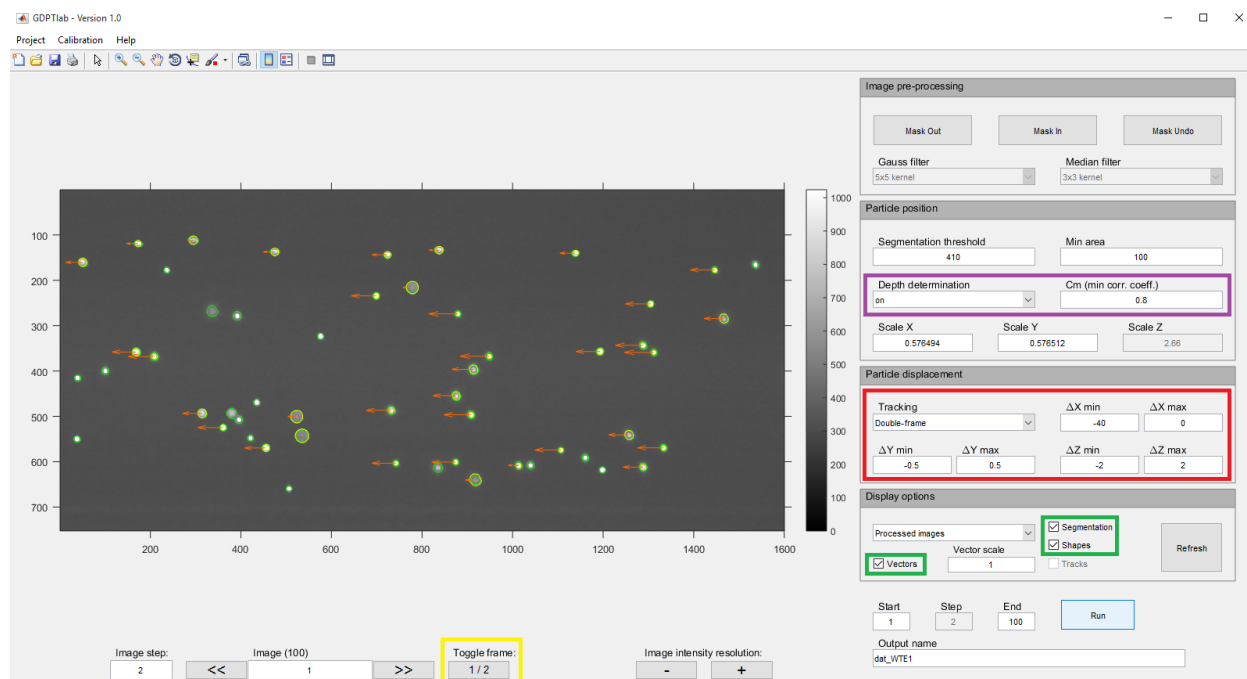 GDPTlab - Version 1.0
Project Calibration Help
Image pre-processing
Mask Out Mask In Mask Undo
Gauss filter Median filter
5x5 kernel 3x3 kernel
Particle position
Segmentation threshold Min area
410 100
Depth determination Cm (min corr. coeff.)
on 0.8
Scale X Scale Y Scale Z
0.576494 0.576512 2.66
Particle displacement
Tracking ΔX min ΔX max
Double-frame -40 0
ΔY min ΔY max ΔZ min ΔZ max
-0.5 0.5 -2 2
Display options
Processed images Segmentation
Vector scale Shapes Refresh
Vectors 1 Tracks
Start Step End
1 2 100 Run
Output name
dat_WTE1
100
200
300
400
500
600
700
200 400 600 800 1000 1200 1400 1600
1000
900
800
700
600
500
400
300
200
100
0
Image step: Image (100) Toggle frame: Image intensity resolution:
2 << 1 >> 1 / 2 - +